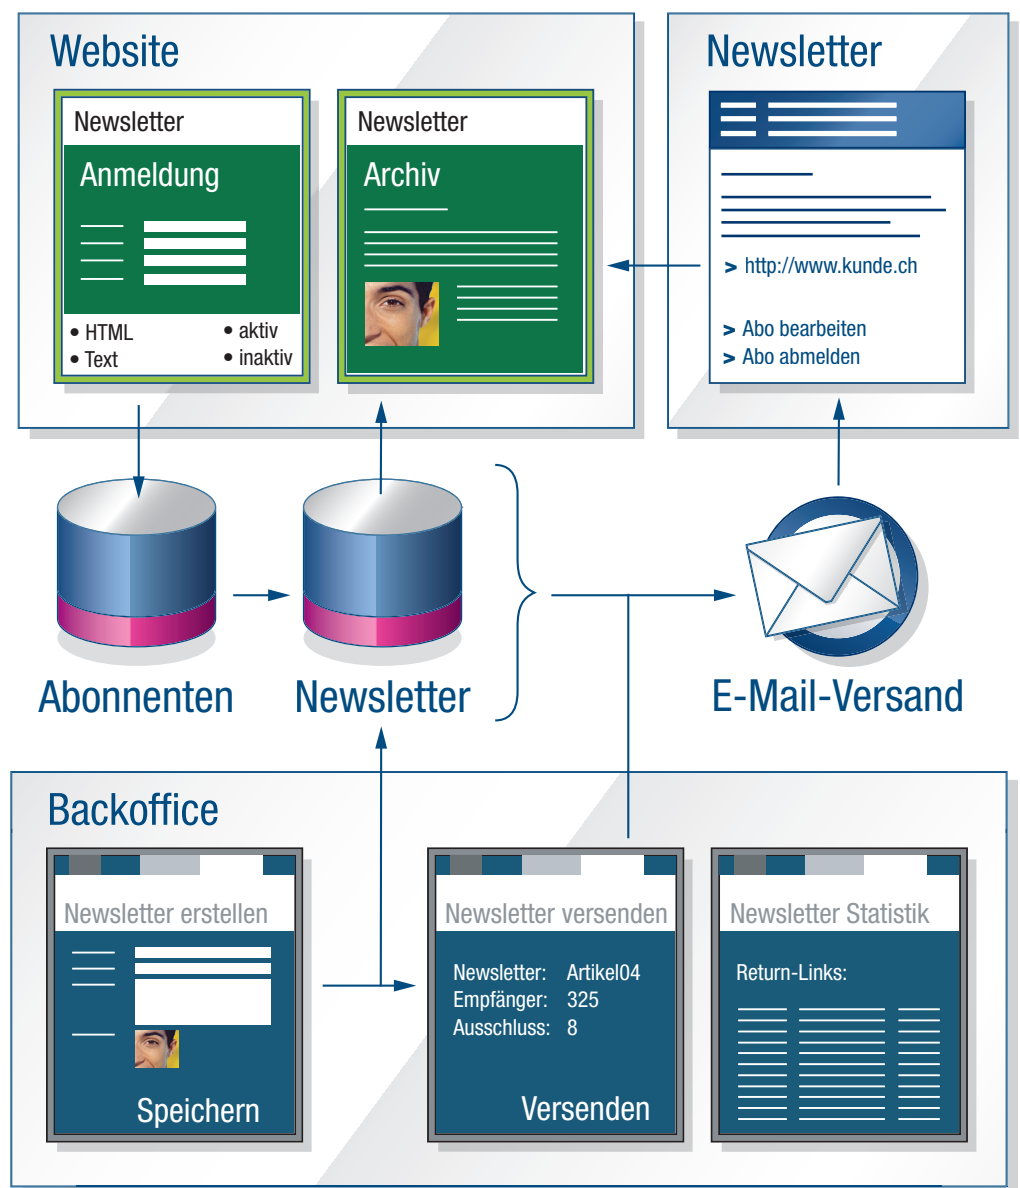 Website
Newsletter
Anmeldung
• HTML
• Text
• aktiv
• inaktiv
Newsletter
Archiv
Newsletter
> http://www.kunde.ch
> Abo bearbeiten
> Abo abmelden
Abonnenten
Newsletter
E-Mail-Versand
Backoffice
Newsletter erstellen
Speichern
Newsletter versenden
Newsletter: Artikel04
Empfänger: 325
Ausschluss: 8
Versenden
Newsletter Statistik
Return-Links: